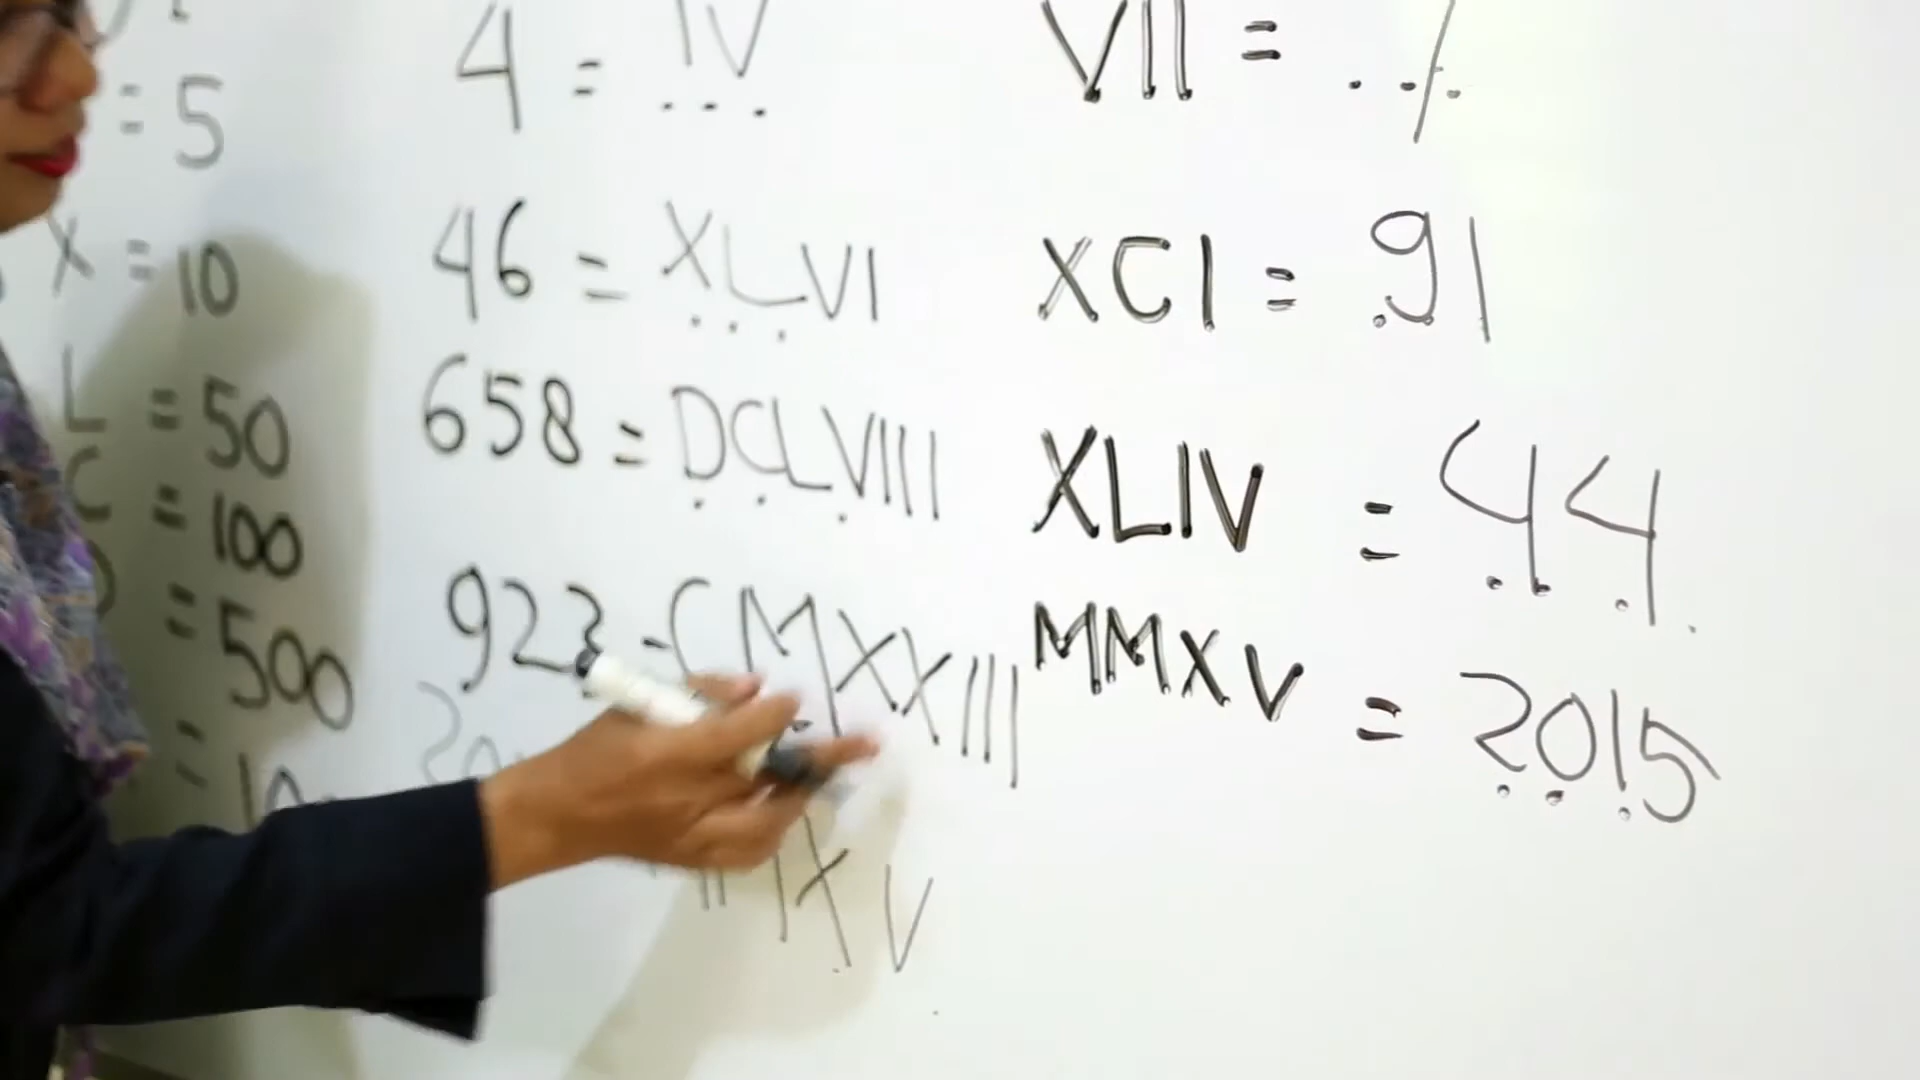 = 5
X = 10
L = 50
C = 100
= 500
=
4 = IV
46 = XLVI
658 = DCLVIII
923 = CMXXIII
XV
VII =
XCI = 91
XLIV = 44
MMXV = 2015